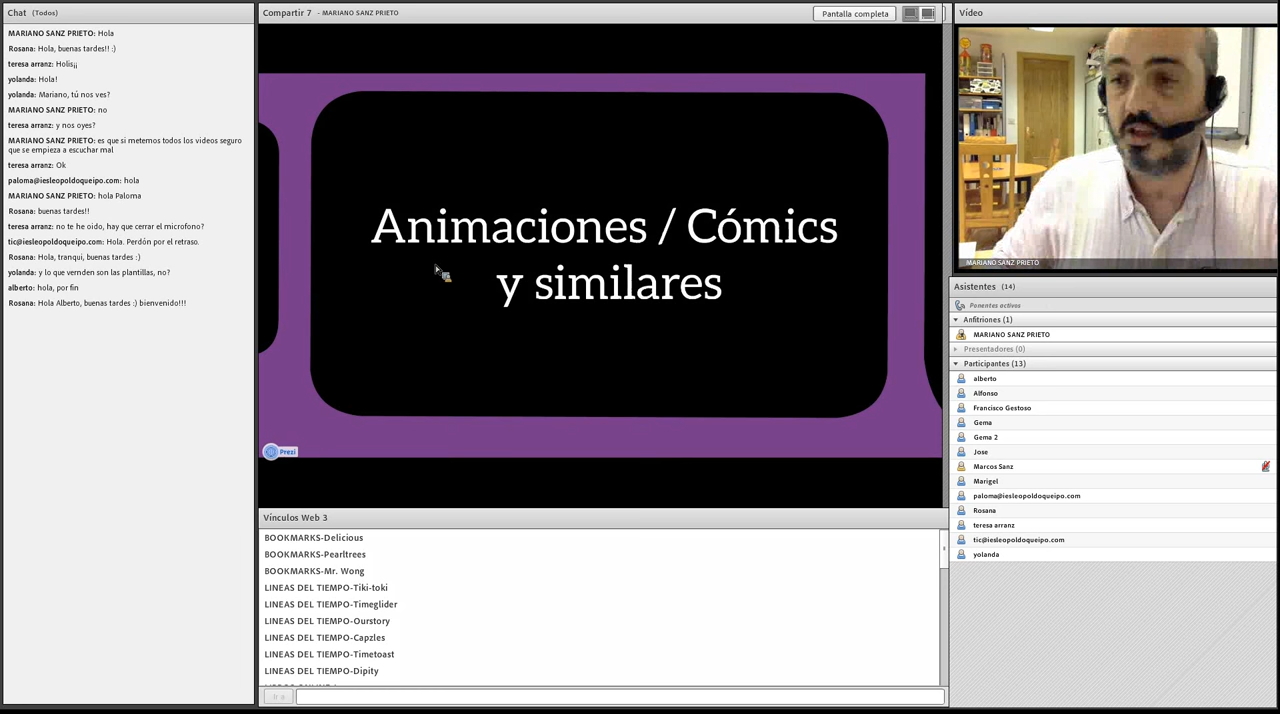 Chat (Todos)
MARIANO SANZ PRIETO: Hola
Rosana: Hola, buenas tardes!! :)
teresa arranz: Holis¡¡
yolanda: Hola!
yolanda: Mariano, tú nos ves?
MARIANO SANZ PRIETO: no
teresa arranz: y nos oyes?
MARIANO SANZ PRIETO: es que si metemos todos los videos seguro
que se empieza a escuchar mal
teresa arranz: Ok
paloma@iesleopoldoqueipo.com: hola
MARIANO SANZ PRIETO: hola Paloma
Rosana: buenas tardes!!
teresa arranz: no te he oido, hay que cerrar el microfono?
tic@iesleopoldoqueipo.com: Hola. Perdón por el retraso.
Rosana: Hola, tranqui, buenas tardes :)
yolanda: y lo que vernden son las plantillas, no?
alberto: hola, por fin
Rosana: Hola Alberto, buenas tardes :) bienvenido!!!
Compartir 7 - MARIANO SANZ PRIETO
Pantalla completa
Animaciones / Cómics
y similares
Prezi
Vínculos Web 3
BOOKMARKS-Delicious
BOOKMARKS-Pearltrees
BOOKMARKS-Mr. Wong
LINEAS DEL TIEMPO-Tiki-toki
LINEAS DEL TIEMPO-Timeglider
LINEAS DEL TIEMPO-Ourstory
LINEAS DEL TIEMPO-Capzles
LINEAS DEL TIEMPO-Timetoast
LINEAS DEL TIEMPO-Dipity
Ir a
Vídeo
MARIANO SANZ PRIETO
Asistentes (14)
Ponentes activos
Anfitriones (1)
MARIANO SANZ PRIETO
Presentadores (0)
Participantes (13)
alberto
Alfonso
Francisco Gestoso
Gema
Gema 2
Jose
Marcos Sanz
Marigel
paloma@iesleopoldoqueipo.com
Rosana
teresa arranz
tic@iesleopoldoqueipo.com
yolanda